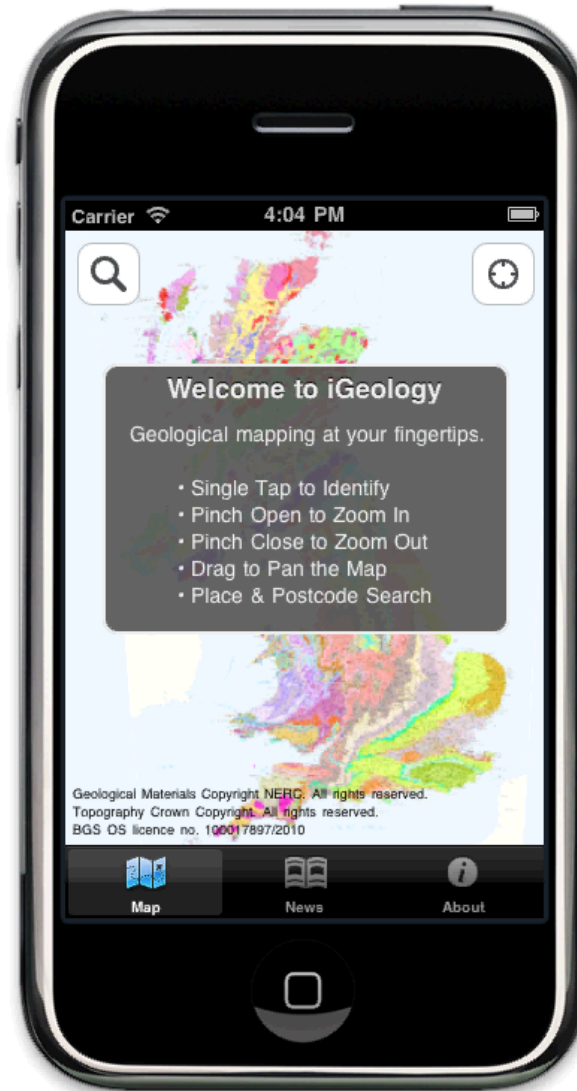 Carrier 4:04 PM
Welcome to iGeology
Geological mapping at your fingertips.
• Single Tap to Identify
• Pinch Open to Zoom In
• Pinch Close to Zoom Out
• Drag to Pan the Map
• Place & Postcode Search
Geological Materials Copyright NERC. All rights reserved.
Topography Crown Copyright. All rights reserved.
BGS OS licence no. 100017897/2010
Map News About